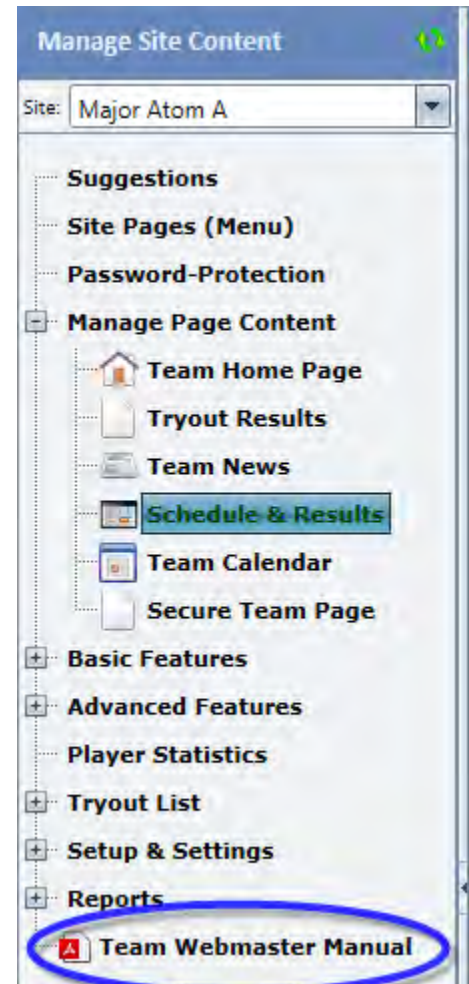 Manage Site Content
Site: Major Atom A
Suggestions
Site Pages (Menu)
Password-Protection
Manage Page Content
Team Home Page
Tryout Results
Team News
Schedule & Results
Team Calendar
Secure Team Page
Basic Features
Advanced Features
Player Statistics
Tryout List
Setup & Settings
Reports
Team Webmaster Manual